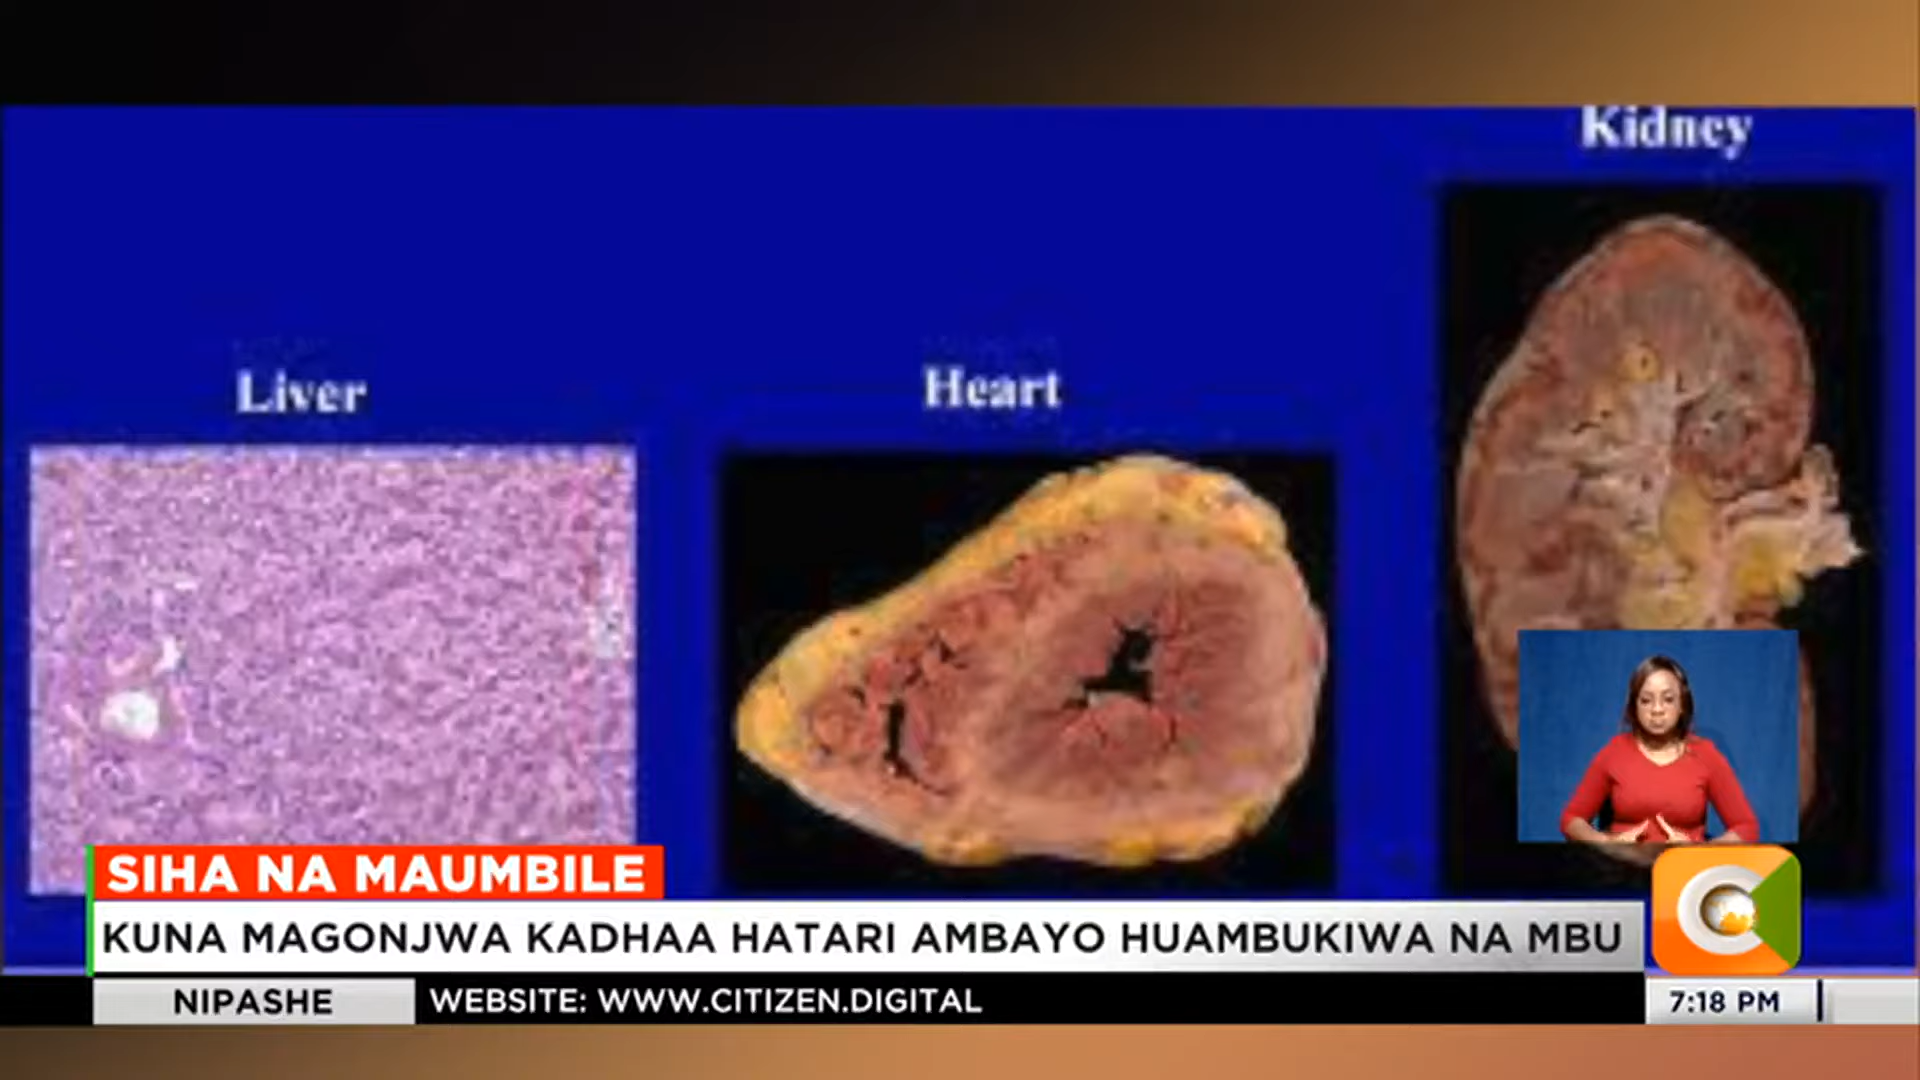 Kidney
Liver
Heart
SIHA NA MAUMBILE
KUNA MAGONJWA KADHAA HATARI AMBAYO HUAMBUKIWA NA MBU
NIPASHE
WEBSITE: WWW.CITIZEN.DIGITAL
7:18 PM